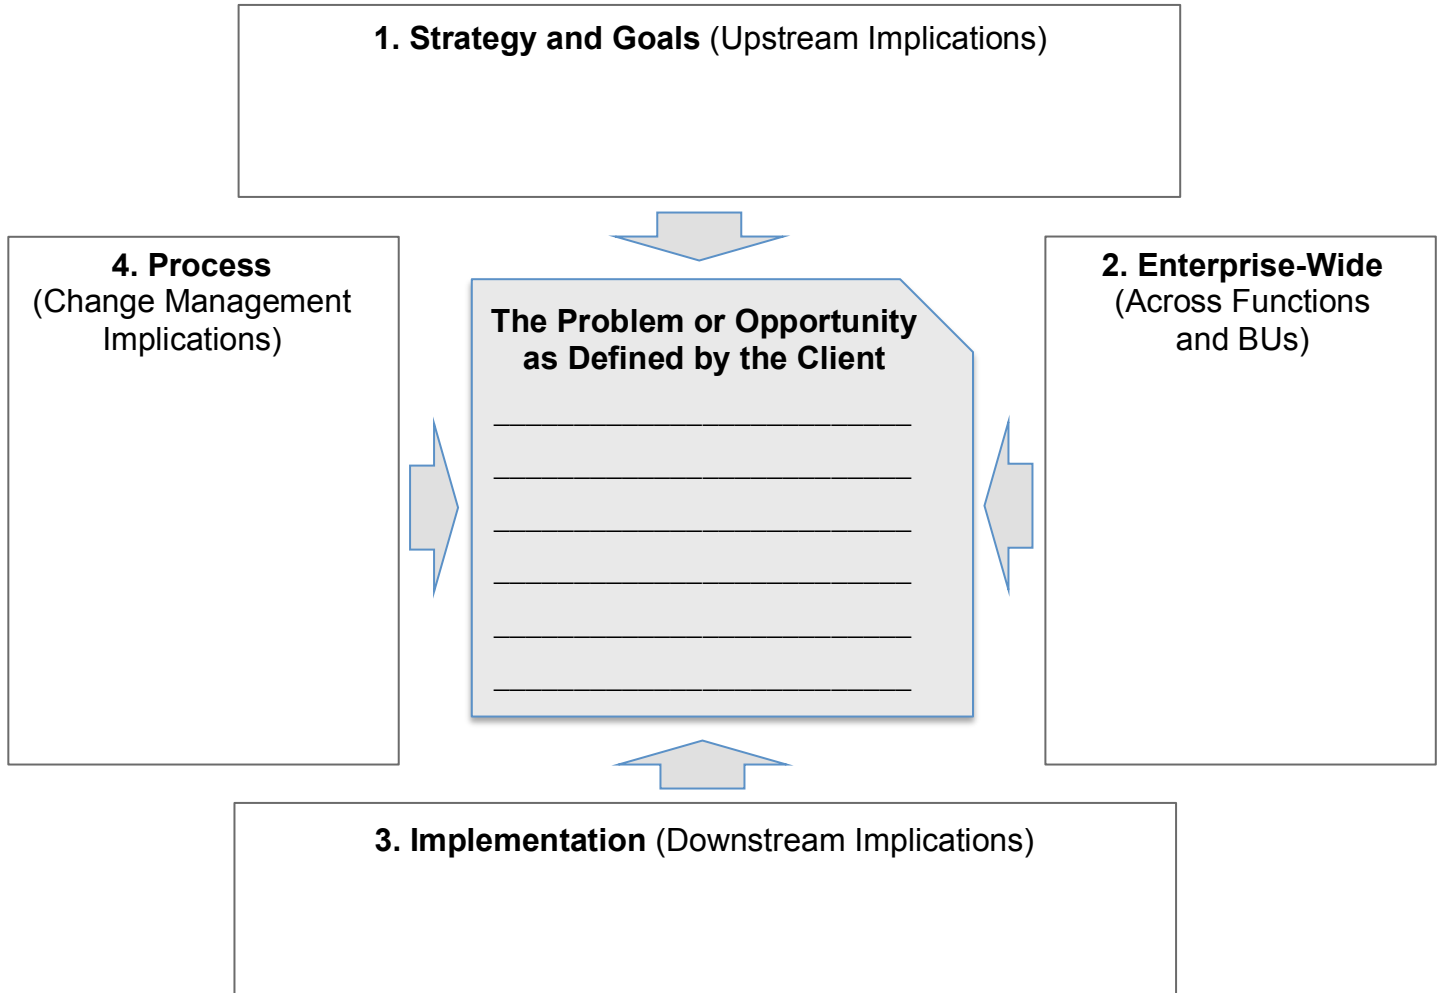 1. Strategy and Goals (Upstream Implications)
4. Process
(Change Management
Implications)
The Problem or Opportunity
as Defined by the Client
2. Enterprise-Wide
(Across Functions
and BUs)
3. Implementation (Downstream Implications)